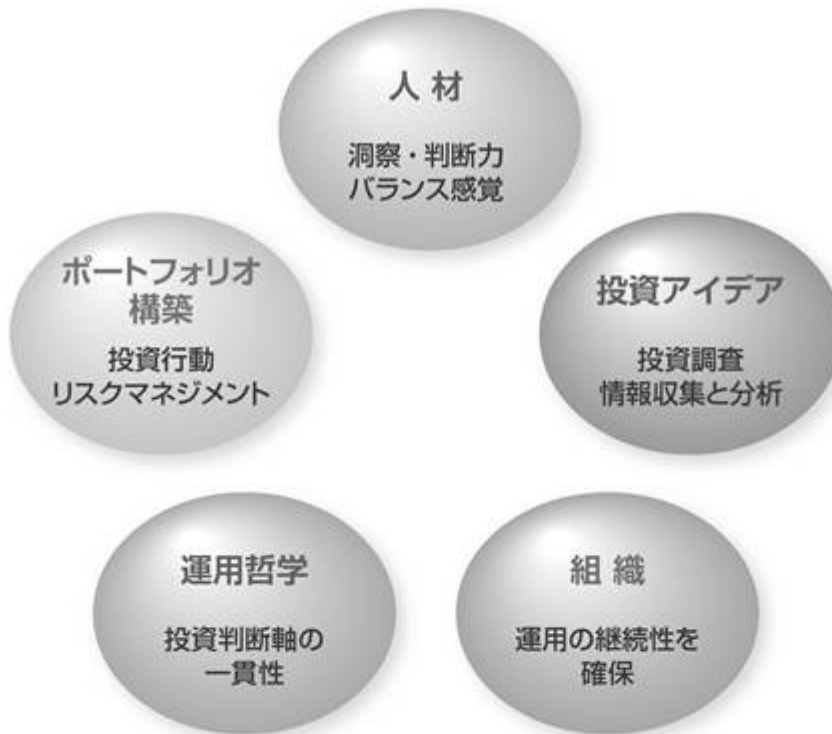 人材
洞察・判断力
バランス感覚
ポートフォリオ
構築
投資行動
リスクマネジメント
投資アイデア
投資調査
情報収集と分析
運用哲学
投資判断軸の
一貫性
組織
運用の継続性を
確保